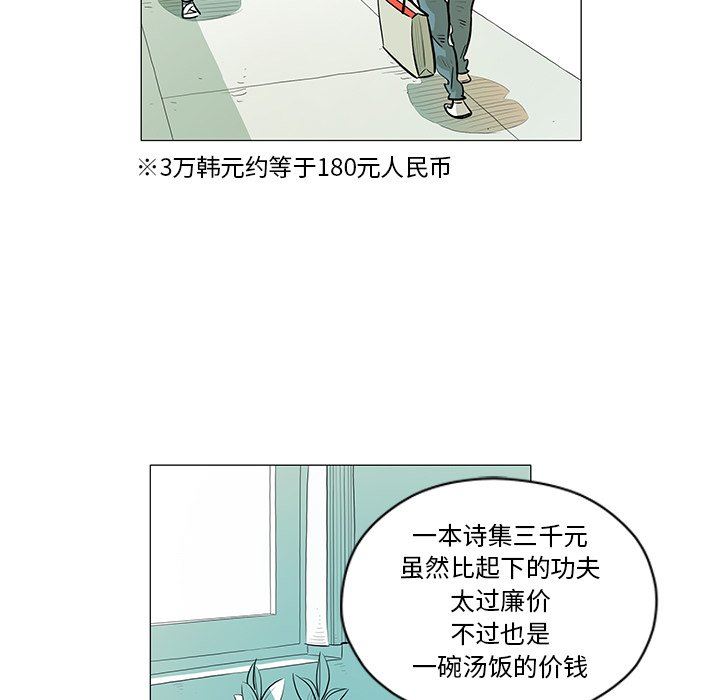 ※3万韩元约等于180元人民币
一本诗集三千元
虽然比起下的功夫
太过廉价
不过也是
一碗汤饭的价钱